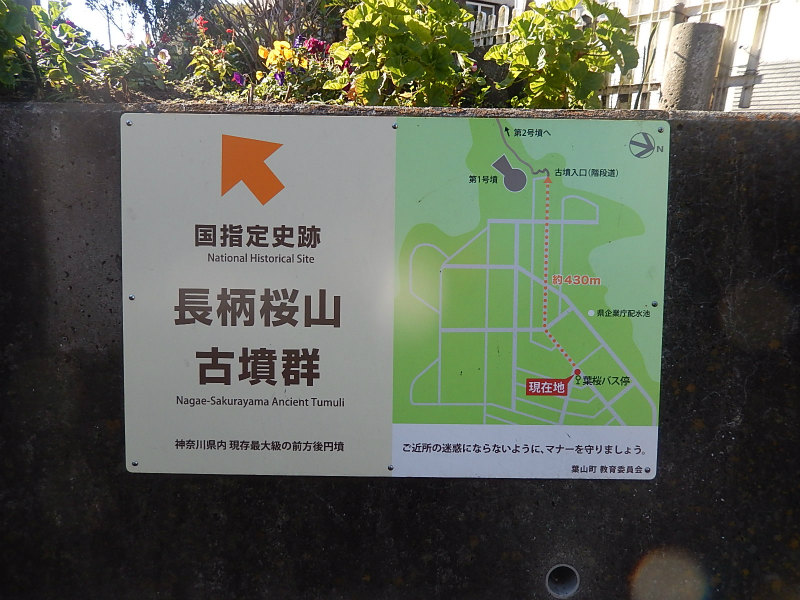 国指定史跡
National Historical Site
長柄桜山
古墳群
Nagae-Sakurayama Ancient Tumuli
神奈川県内 現存最大級の前方後円墳
第2号墳へ
N
第1号墳
古墳入口(階段道)
約430m
県企業庁配水池
葉桜バス停
現在地
ご近所の迷惑にならないように、マナーを守りましょう。
葉山町 教育委員会